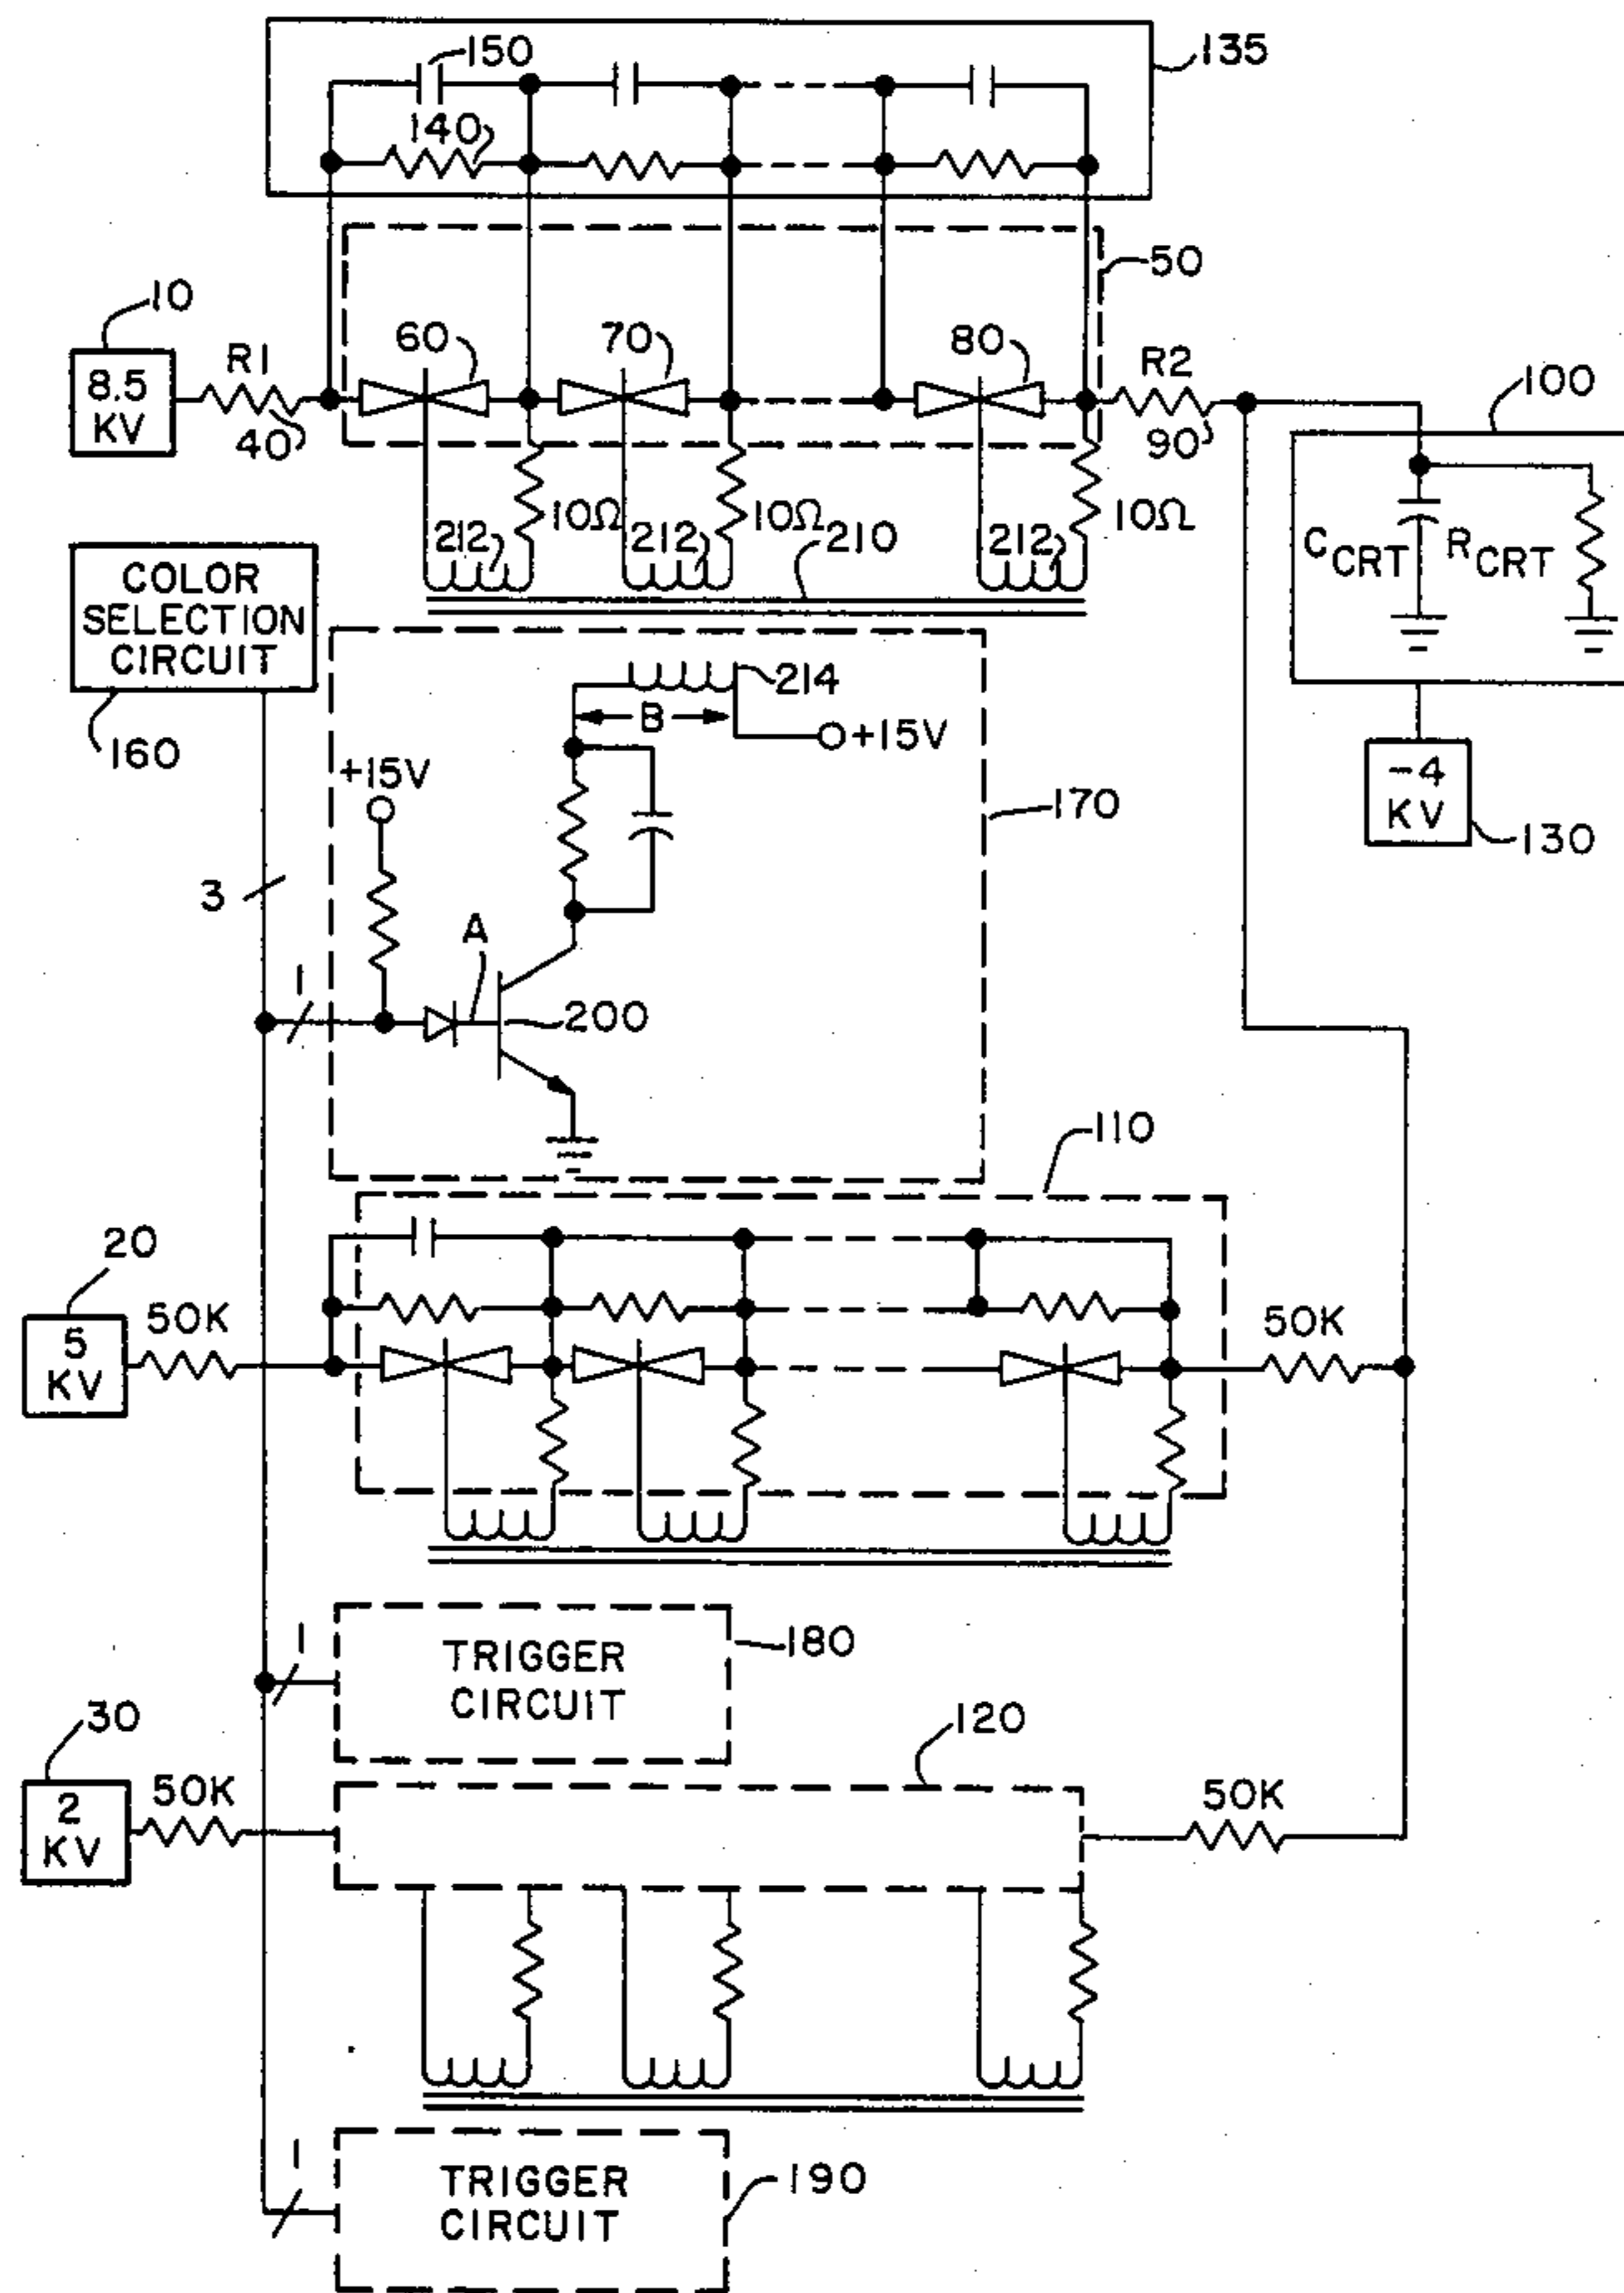 150
135
140
50
10
60
70
80
R1
R2
8.5
KV
40
90
100
10Ω
10Ω
10Ω
212
212
210
212
C CRT
R CRT
COLOR
SELECTION
CIRCUIT
214
B
+15V
160
+15V
-4
KV
170
130
3
A
1
200
110
20
50K
50K
5
KV
1
TRIGGER
CIRCUIT
180
30
120
50K
50K
2
KV
1
TRIGGER
CIRCUIT
190